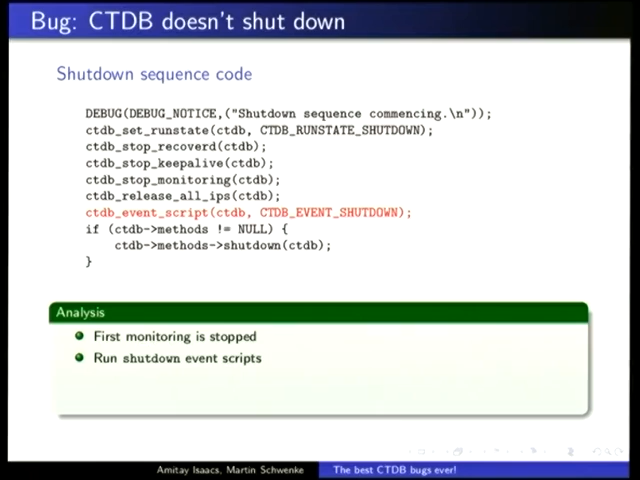 Bug: CTDB doesn't shut down
Shutdown sequence code
DEBUG(DEBUG_NOTICE,("Shutdown sequence commencing.\n"));
ctdb_set_runstate(ctdb, CTDB_RUNSTATE_SHUTDOWN);
ctdb_stop_recoverd(ctdb);
ctdb_stop_keepalive(ctdb);
ctdb_stop_monitoring(ctdb);
ctdb_release_all_ips(ctdb);
ctdb_event_script(ctdb, CTDB_EVENT_SHUTDOWN);
if (ctdb->methods != NULL) {
ctdb->methods->shutdown(ctdb);
}
Analysis
First monitoring is stopped
Run shutdown event scripts
Amitay Isaacs, Martin Schwenke The best CTDB bugs ever!